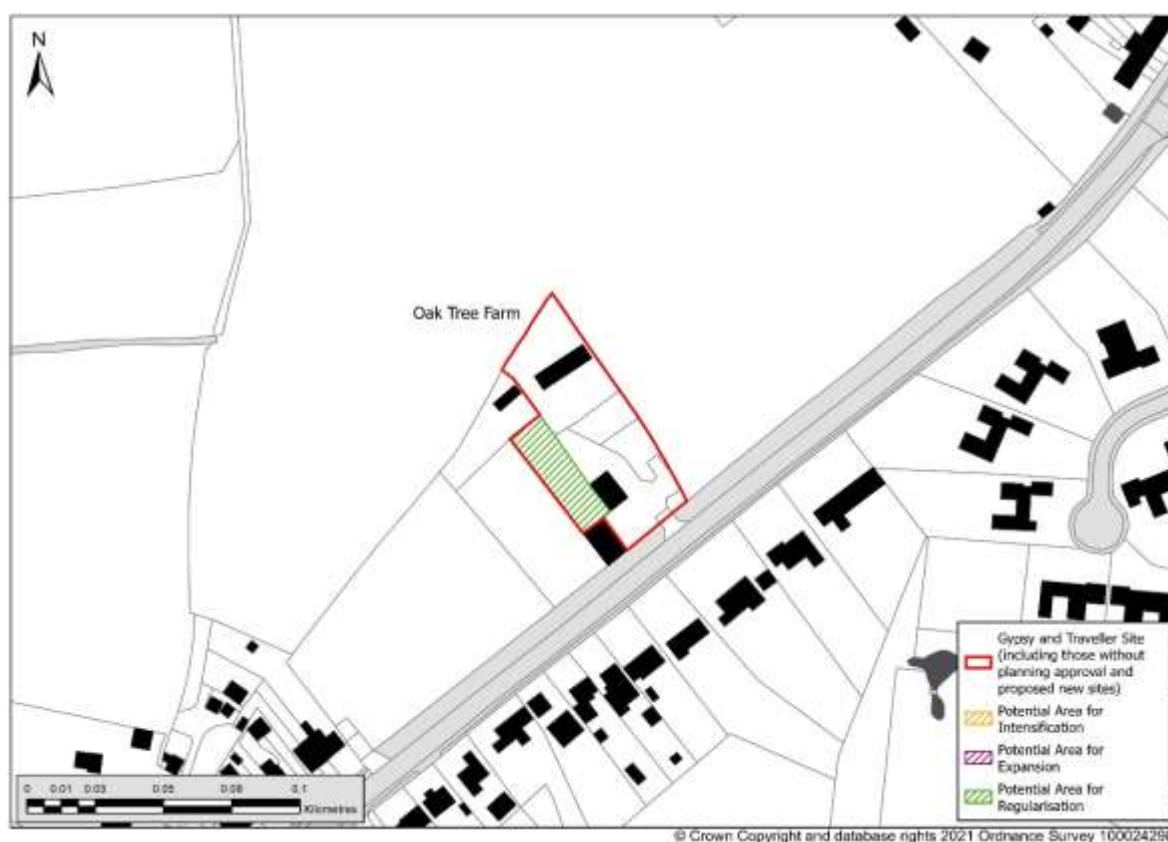 N
Oak Tree Farm
Gypsy and Traveller Site
(including those without
planning approval and
proposed new sites)
Potential Area for
Intensification
Potential Area for
Expansion
Potential Area for
Regularisation
0 0.01 0.03 0.05 0.08 0.1
Kilometres
© Crown Copyright and database rights 2021 Ordnance Survey 100024298